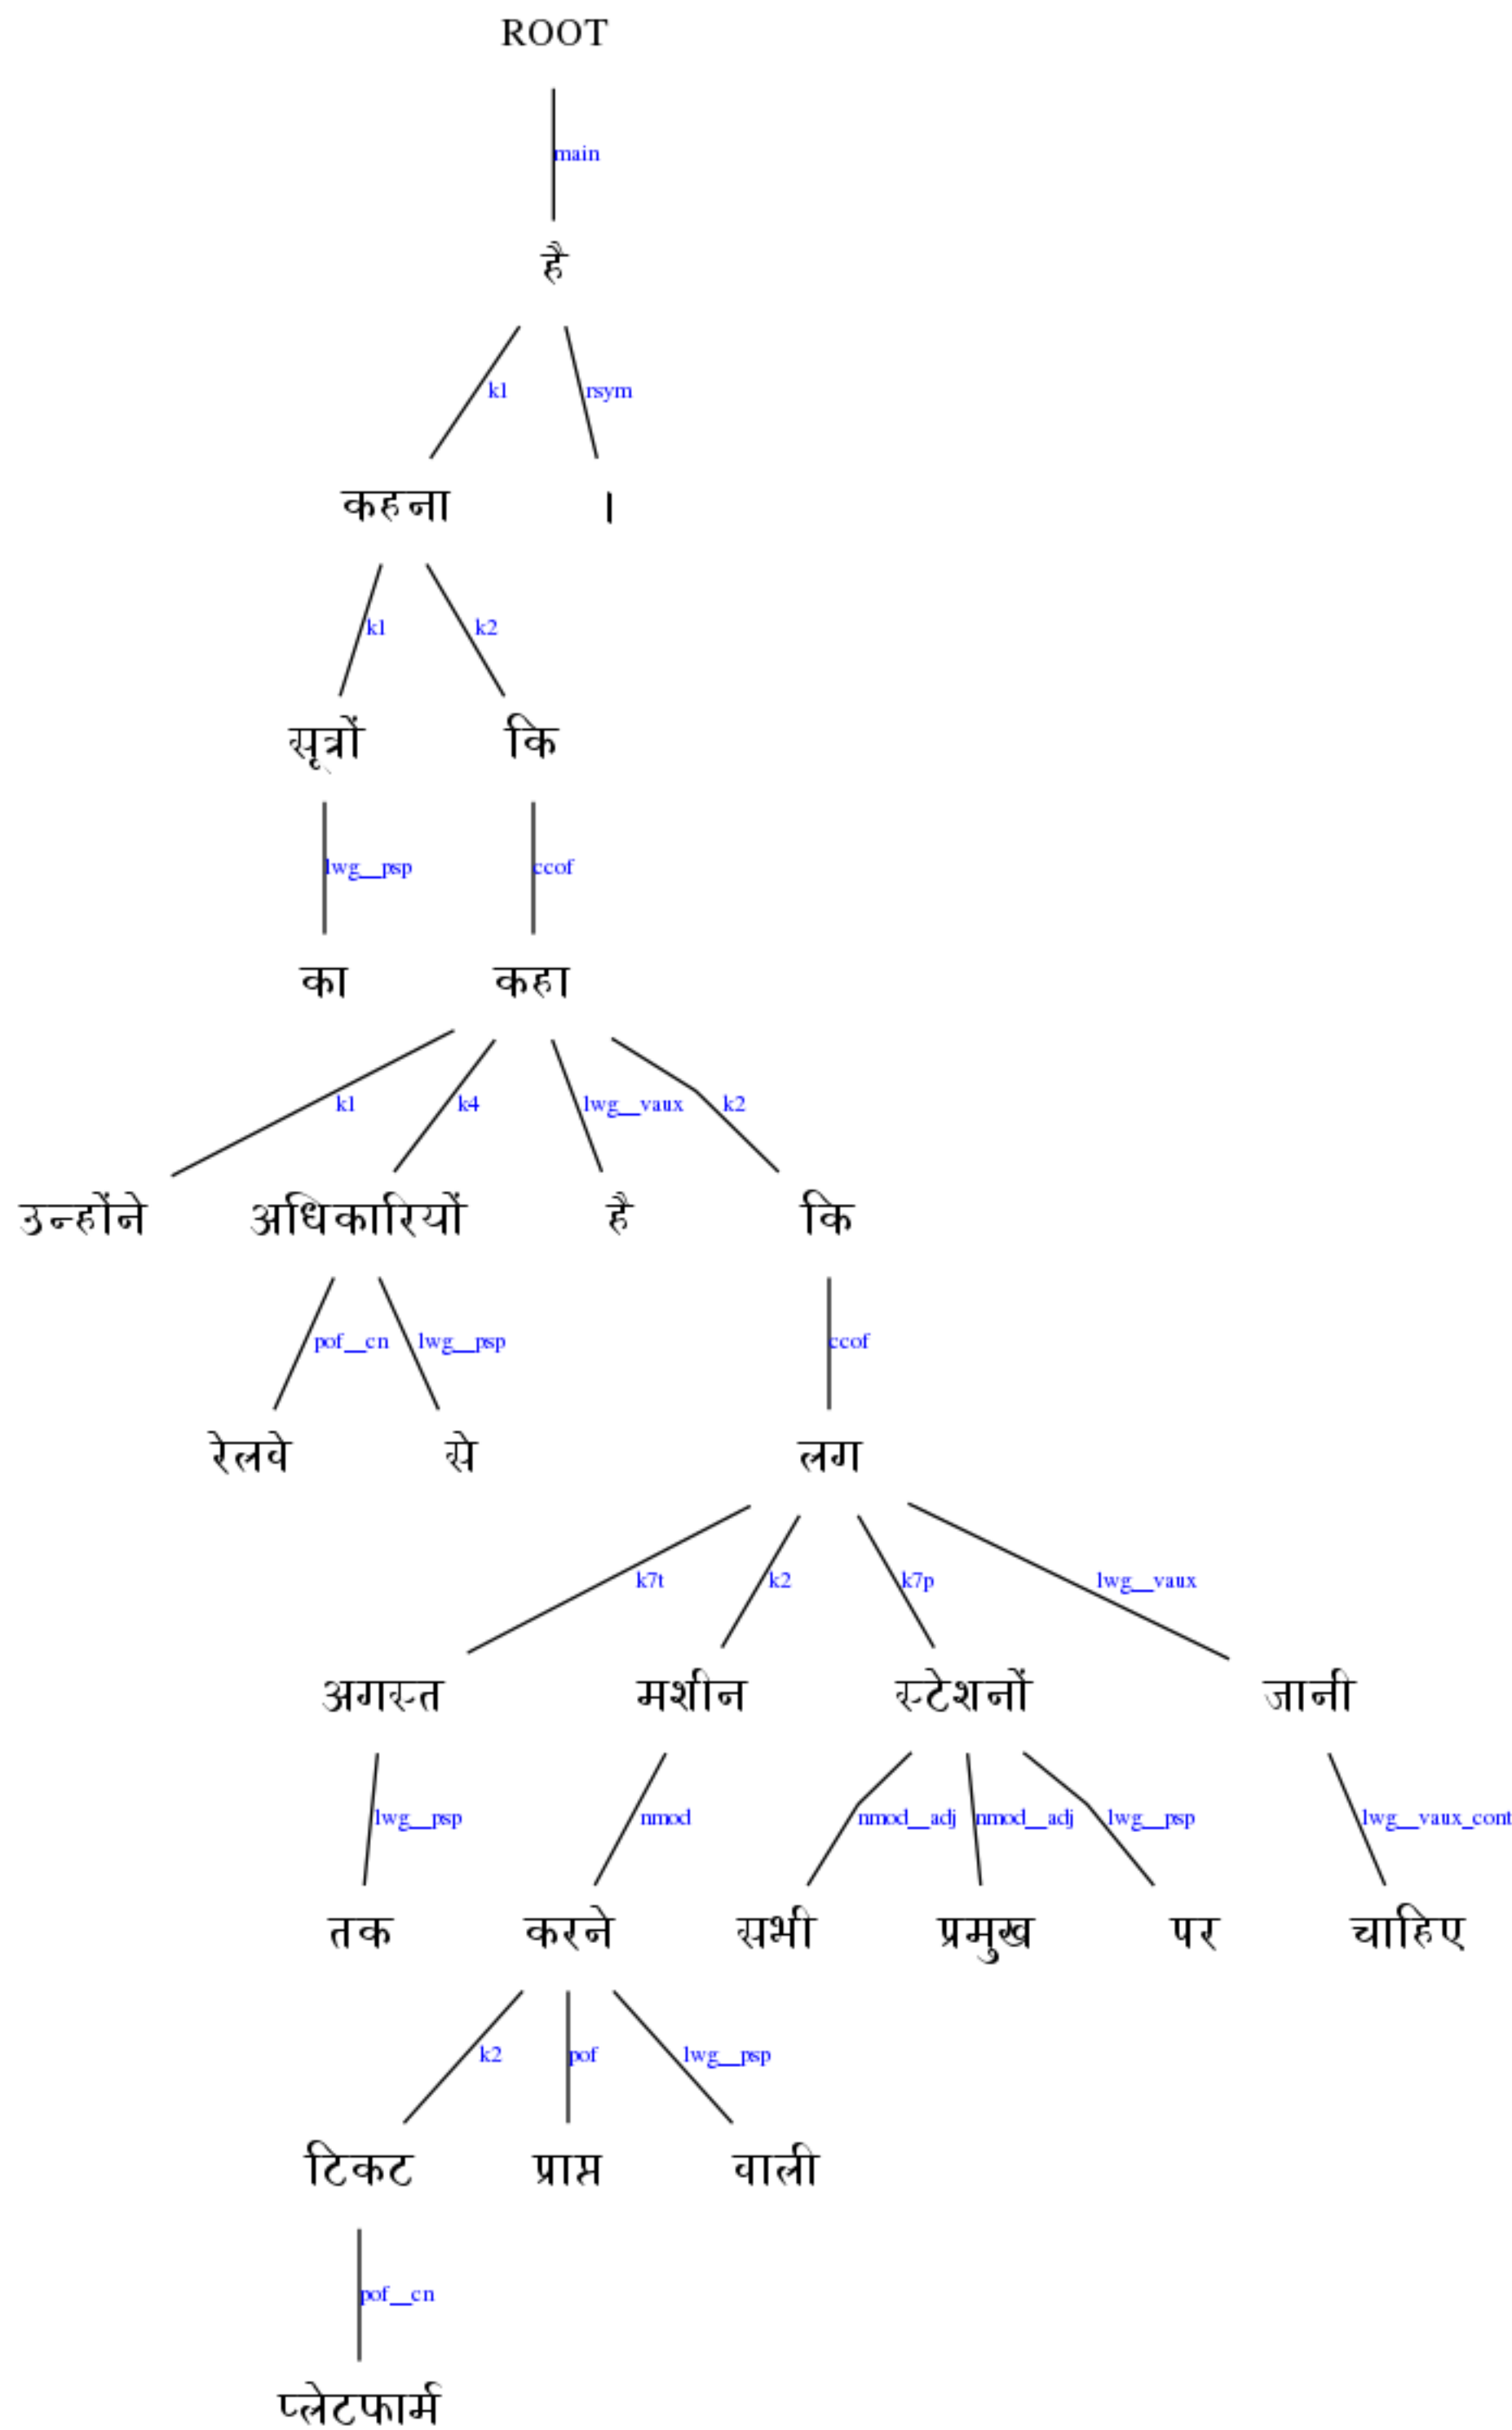 ROOT
main
है
k1 rsym
कहना ।
k1 k2
सूत्रों कि
lwg__psp ccof
का कहा
k1 k4 lwg__vaux k2
उन्होंने अधिकारियों है कि
pof__cn lwg__psp ccof
रेलवे से लग
k7t k2 k7p lwg__vaux
अगस्त मशीन स्टेशनों जानी
lwg__psp nmod nmod__adj nmod__adj lwg__psp lwg__vaux_cont
तक करने सभी प्रमुख पर चाहिए
k2 pof lwg__psp
टिकट प्राप्त वाली
pof__cn
प्लेटफार्म